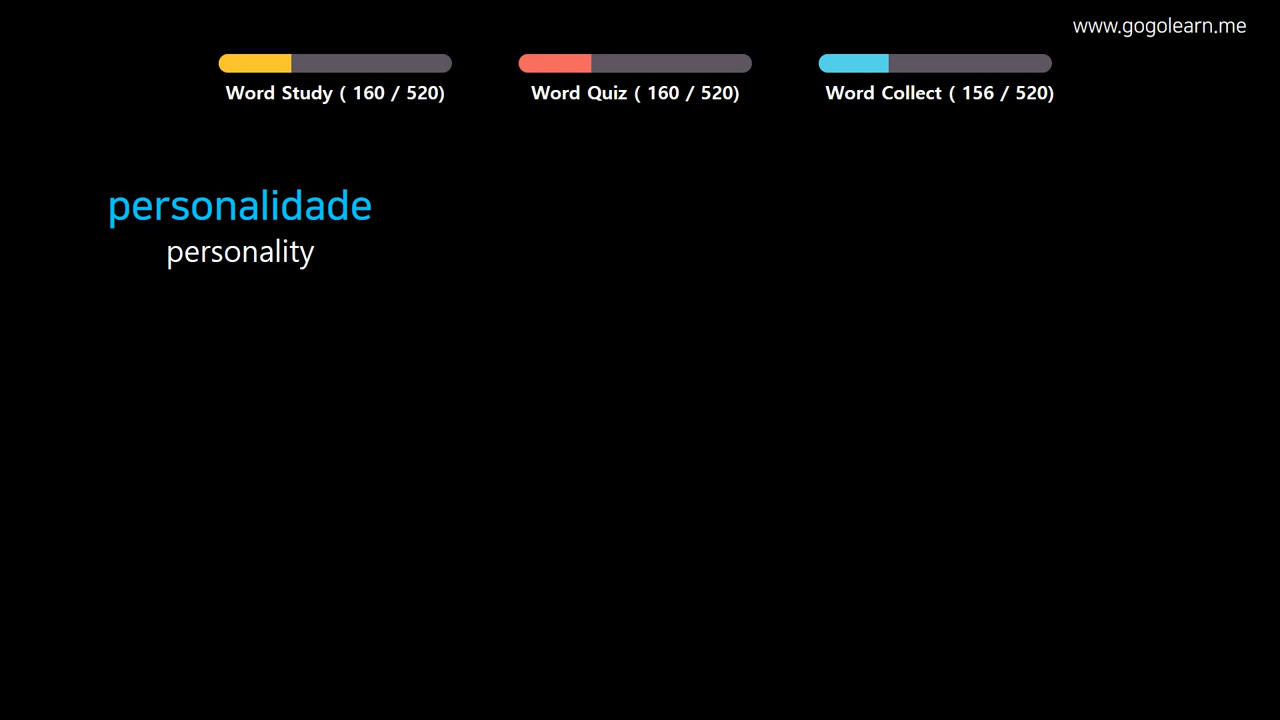 www.gogolearn.me
Word Study ( 160 / 520)
Word Quiz ( 160 / 520)
Word Collect ( 156 / 520)
personalidade
personality